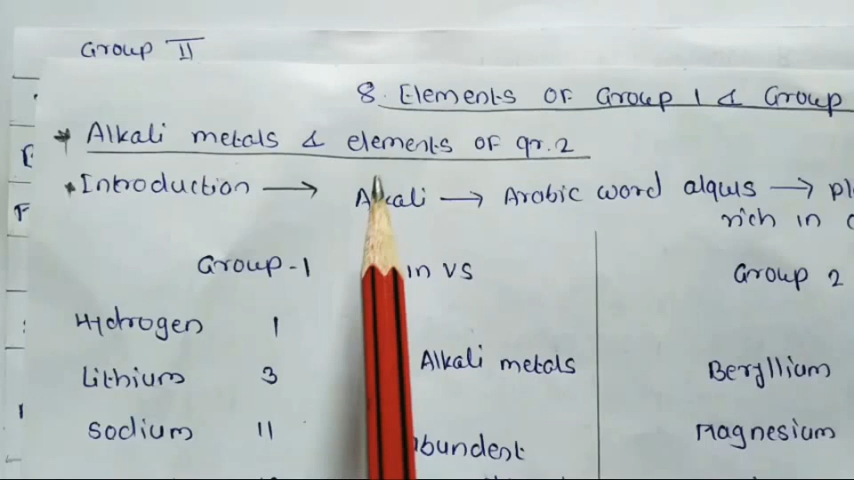 Group II
8. Elements of Group 1 & Group
* Alkali metals & elements of gr.2
* Introduction → Alkali → Arabic word alquis →
rich in
Group-1
in VS
Group 2
Hydrogen 1
Alkali metals
Lithium 3
Beryllium
Sodium 11
Magnesium